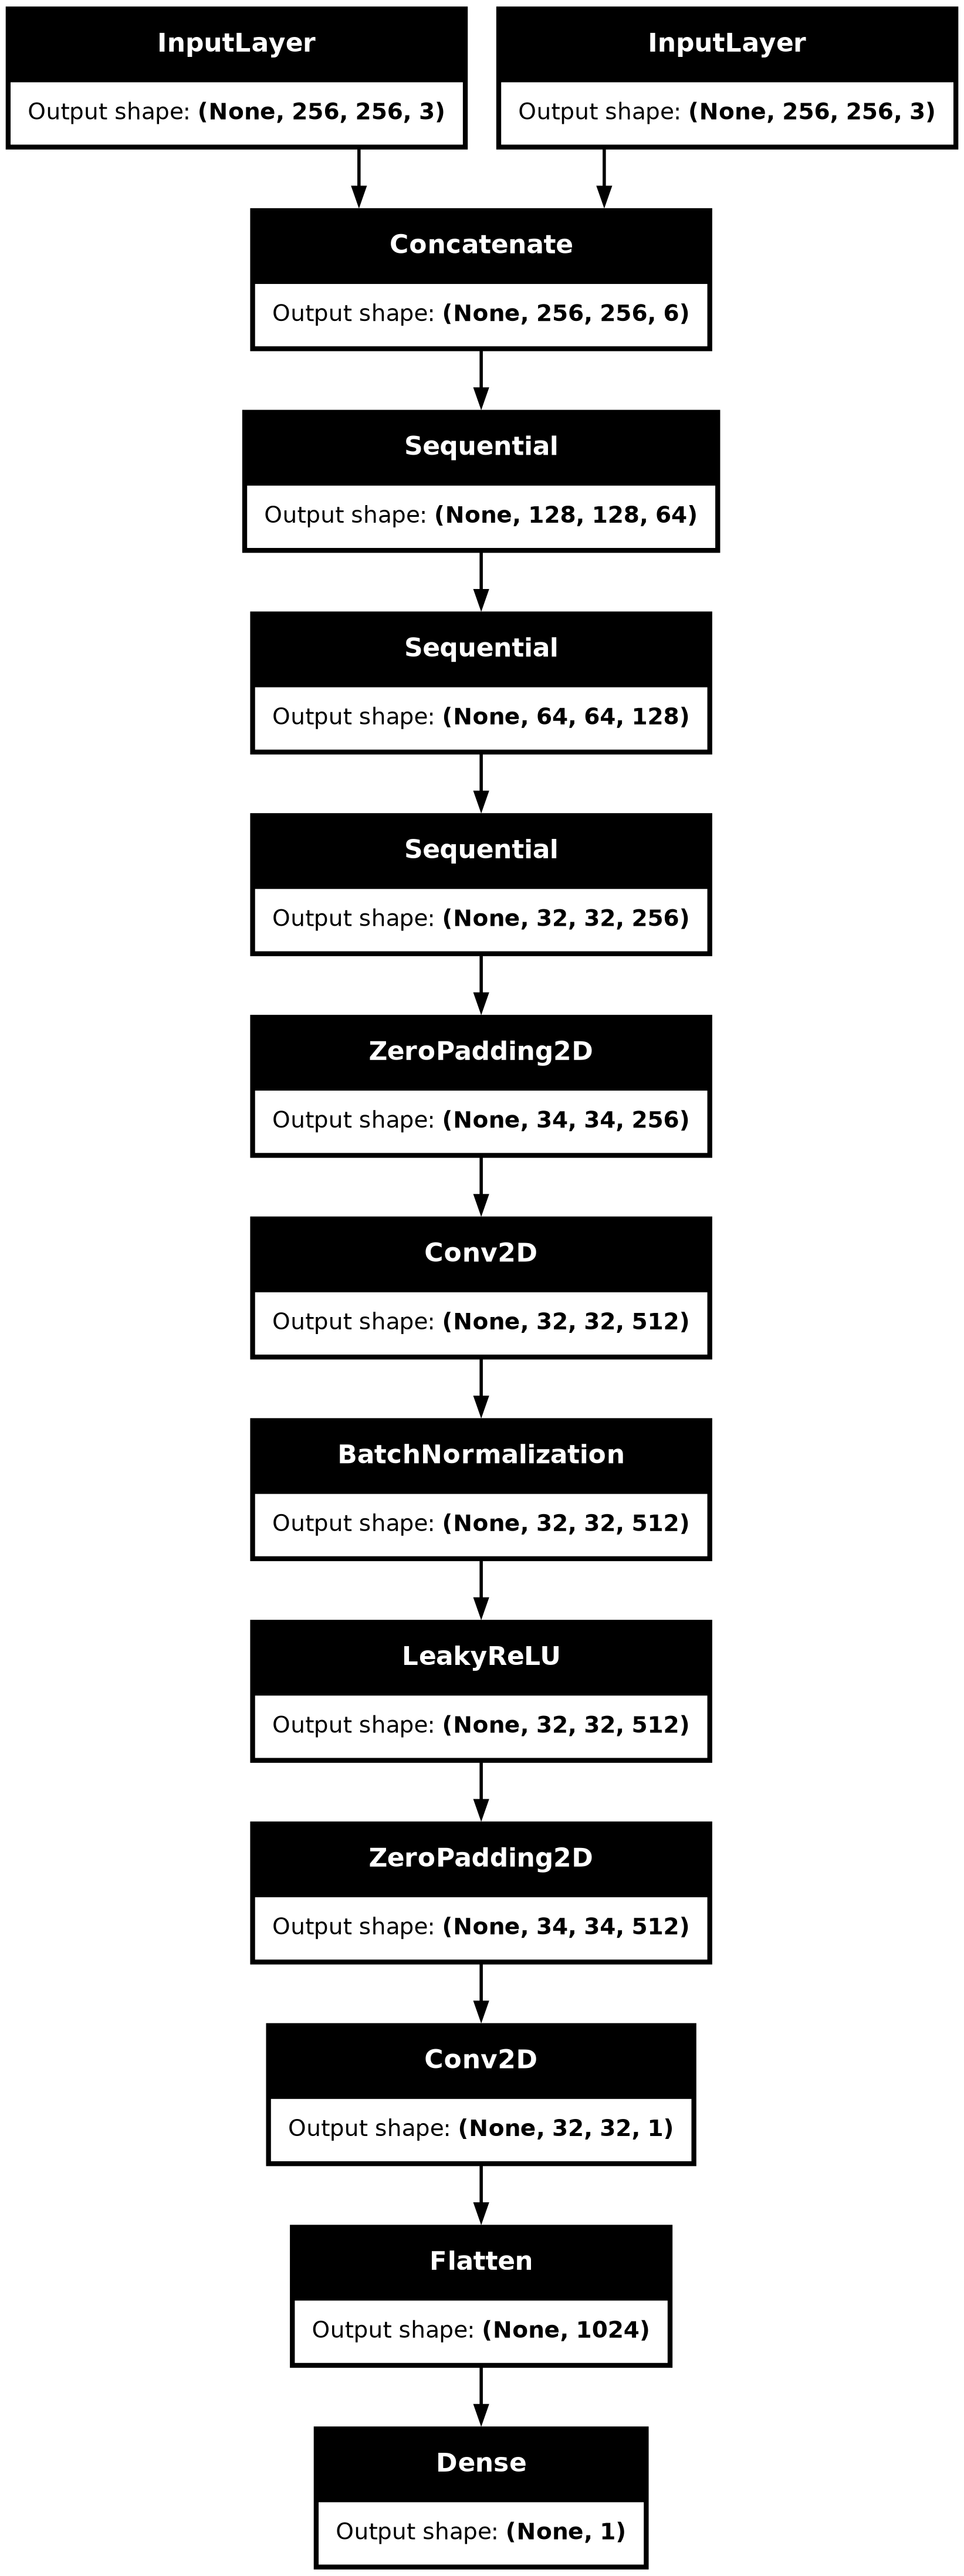 InputLayer
Output shape: (None, 256, 256, 3)
InputLayer
Output shape: (None, 256, 256, 3)
Concatenate
Output shape: (None, 256, 256, 6)
Sequential
Output shape: (None, 128, 128, 64)
Sequential
Output shape: (None, 64, 64, 128)
Sequential
Output shape: (None, 32, 32, 256)
ZeroPadding2D
Output shape: (None, 34, 34, 256)
Conv2D
Output shape: (None, 32, 32, 512)
BatchNormalization
Output shape: (None, 32, 32, 512)
LeakyReLU
Output shape: (None, 32, 32, 512)
ZeroPadding2D
Output shape: (None, 34, 34, 512)
Conv2D
Output shape: (None, 32, 32, 1)
Flatten
Output shape: (None, 1024)
Dense
Output shape: (None, 1)